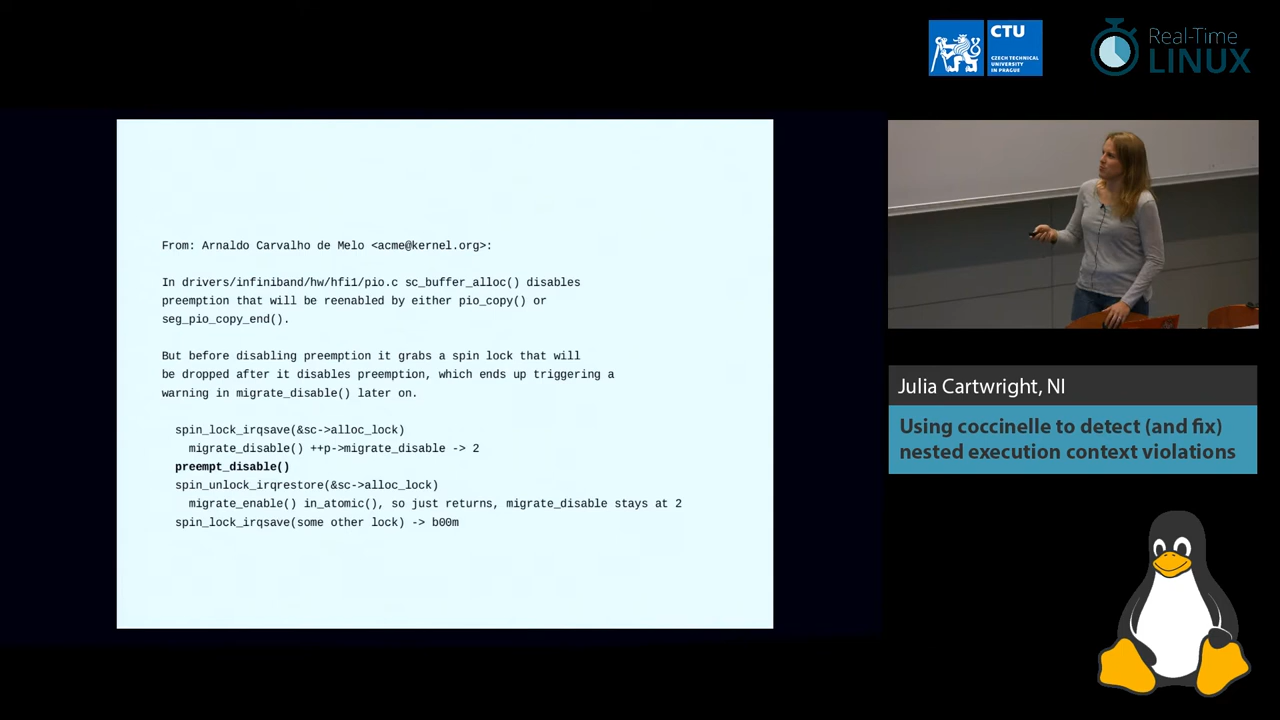 CTU
CZECH TECHNICAL
UNIVERSITY
IN PRAGUE
Real-Time
LINUX
From: Arnaldo Carvalho de Melo <acme@kernel.org>:
In drivers/infiniband/hw/hfi1/pio.c sc_buffer_alloc() disables
preemption that will be reenabled by either pio_copy() or
seg_pio_copy_end().
But before disabling preemption it grabs a spin lock that will
be dropped after it disables preemption, which ends up triggering a
warning in migrate_disable() later on.
spin_lock_irqsave(&sc->alloc_lock)
migrate_disable() ++p->migrate_disable -> 2
preempt_disable()
spin_unlock_irqrestore(&sc->alloc_lock)
migrate_enable() in_atomic(), so just returns, migrate_disable stays at 2
spin_lock_irqsave(some other lock) -> b00m
Julia Cartwright, NI
Using coccinelle to detect (and fix)
nested execution context violations